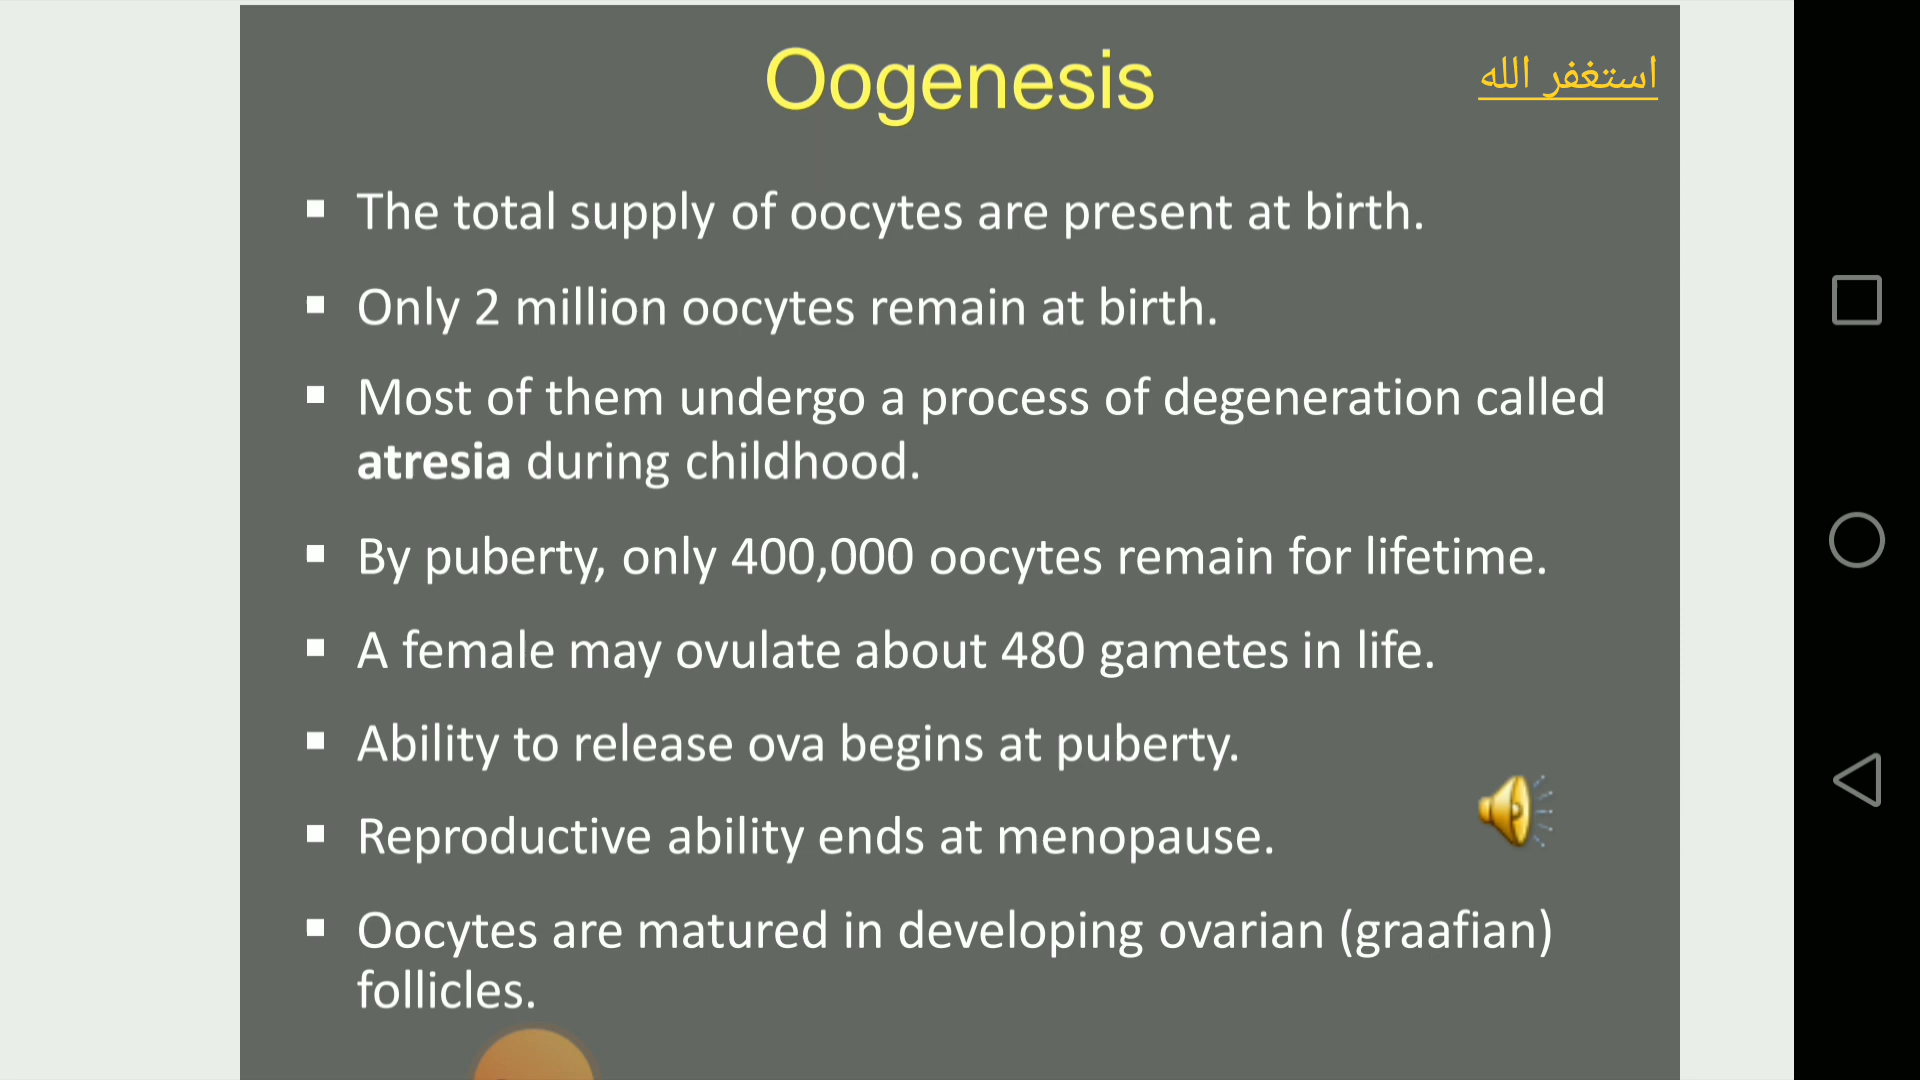 Oogenesis
استغفر الله
▪ The total supply of oocytes are present at birth.
▪ Only 2 million oocytes remain at birth.
▪ Most of them undergo a process of degeneration called
atresia during childhood.
▪ By puberty, only 400,000 oocytes remain for lifetime.
▪ A female may ovulate about 480 gametes in life.
▪ Ability to release ova begins at puberty.
▪ Reproductive ability ends at menopause.
▪ Oocytes are matured in developing ovarian (graafian)
follicles.